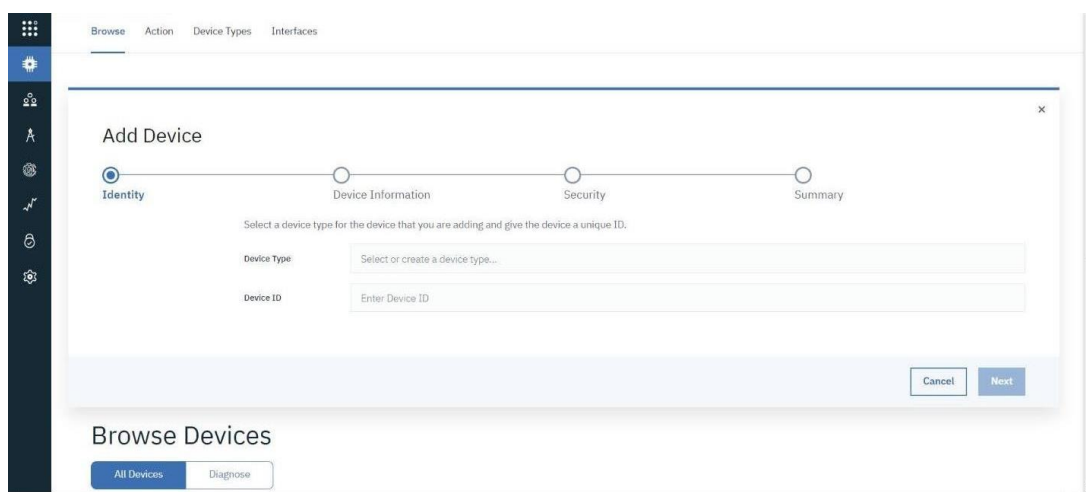 Browse Action Device Types Interfaces
×
Add Device
Identity Device Information Security Summary
Select a device type for the device that you are adding and give the device a unique ID.
Device Type Select or create a device type...
Device ID Enter Device ID
Cancel Next
Browse Devices
All Devices Diagnose